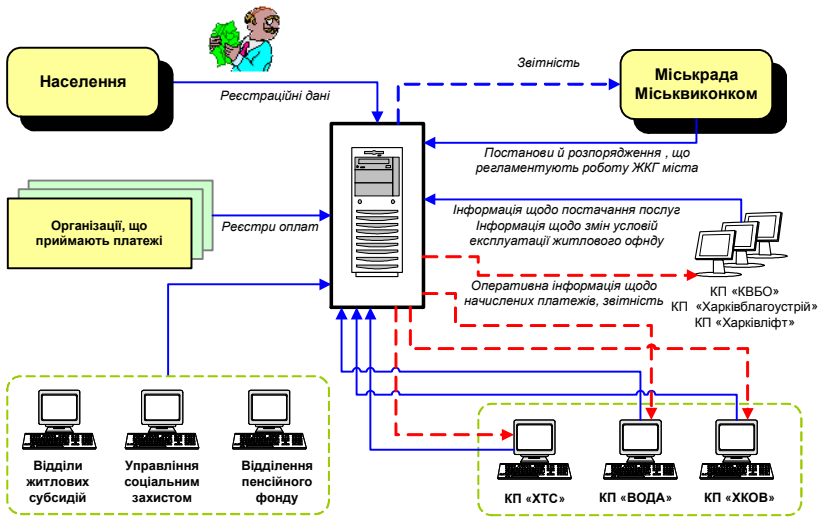 Населення
Реєстраційні дані
Звітність
Міськрада
Міськвиконком
Постанови й розпорядження , що
регламентують роботу ЖКГ міста
Організації, що
приймають платежі
Реєстри оплат
Інформація щодо постачання послуг
Інформація щодо змін условій
експлуатації житлового офнду
Оперативна інформація щодо
начислених платежів, звітність
КП «КВБО»
КП «Харківблагоустрій»
КП «Харківліфт»
Відділи
житлових
субсидій
Управління
соціальним
захистом
Відділення
пенсійного
фонду
КП «ХТС»
КП «ВОДА»
КП «ХКОВ»